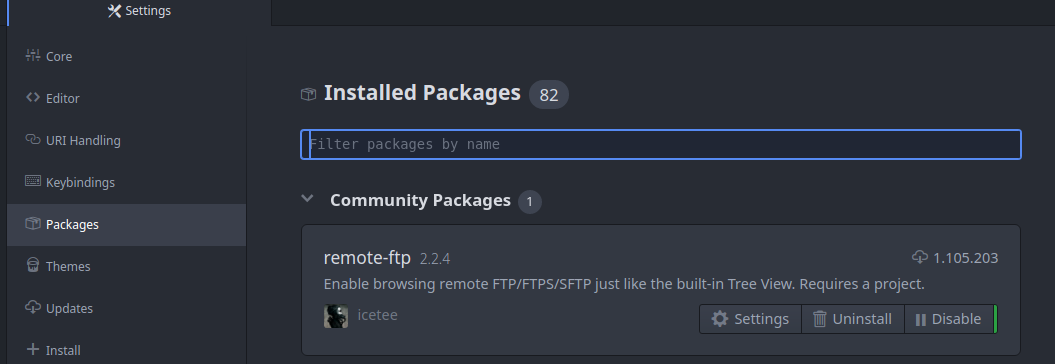 Settings
Core
Editor
URI Handling
Keybindings
Packages
Themes
Updates
Install
Installed Packages 82
Filter packages by name
Community Packages 1
remote-ftp 2.2.4 1.105.203
Enable browsing remote FTP/FTPS/SFTP just like the built-in Tree View. Requires a project.
icetee Settings Uninstall Disable